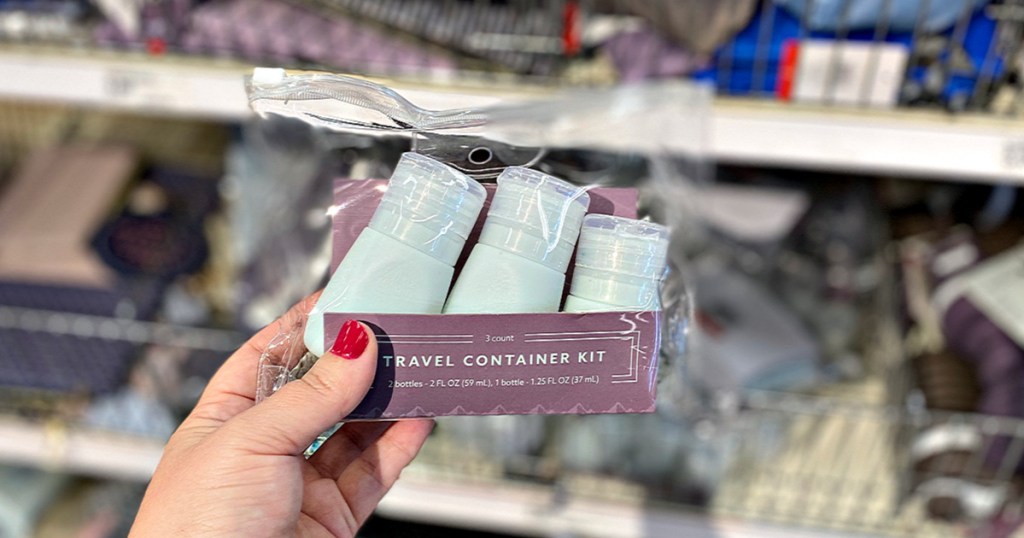 3 count
TRAVEL CONTAINER KIT
2 bottles - 2 FL OZ (59 mL), 1 bottle - 1.25 FL OZ (37 mL)